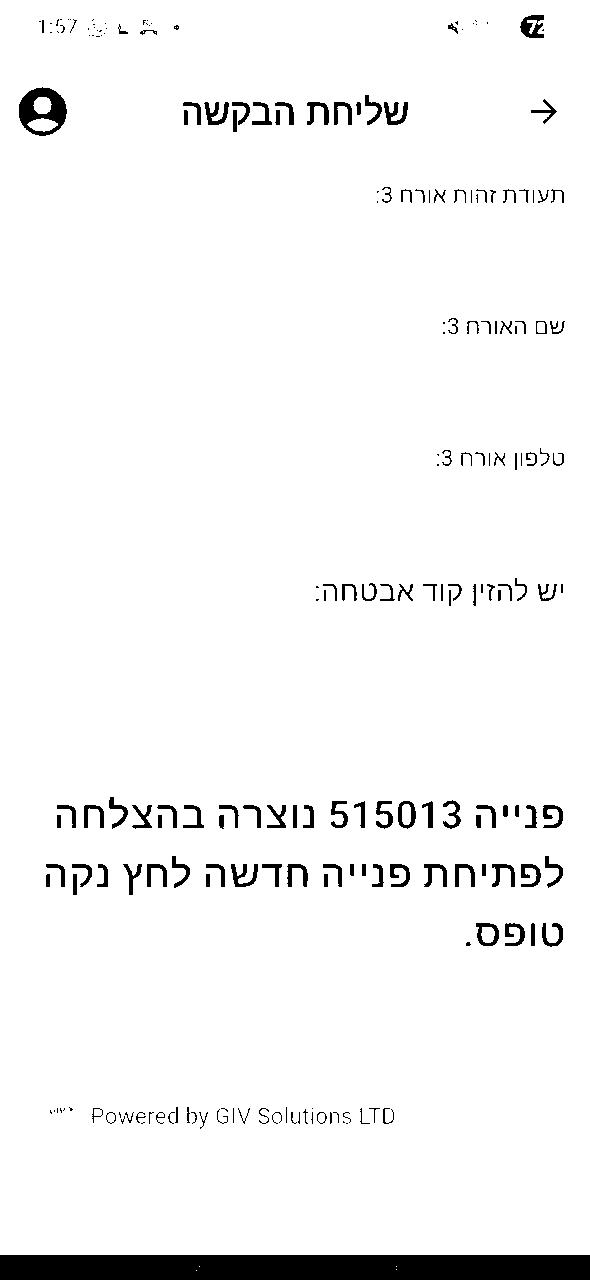 1:57
72
שליחת הבקשה
תעודת זהות אורח 3:
שם האורח 3:
טלפון אורח 3:
יש להזין קוד אבטחה:
פנייה 515013 נוצרה בהצלחה
לפתיחת פנייה חדשה לחץ נקה
טופס.
Powered by GIV Solutions LTD